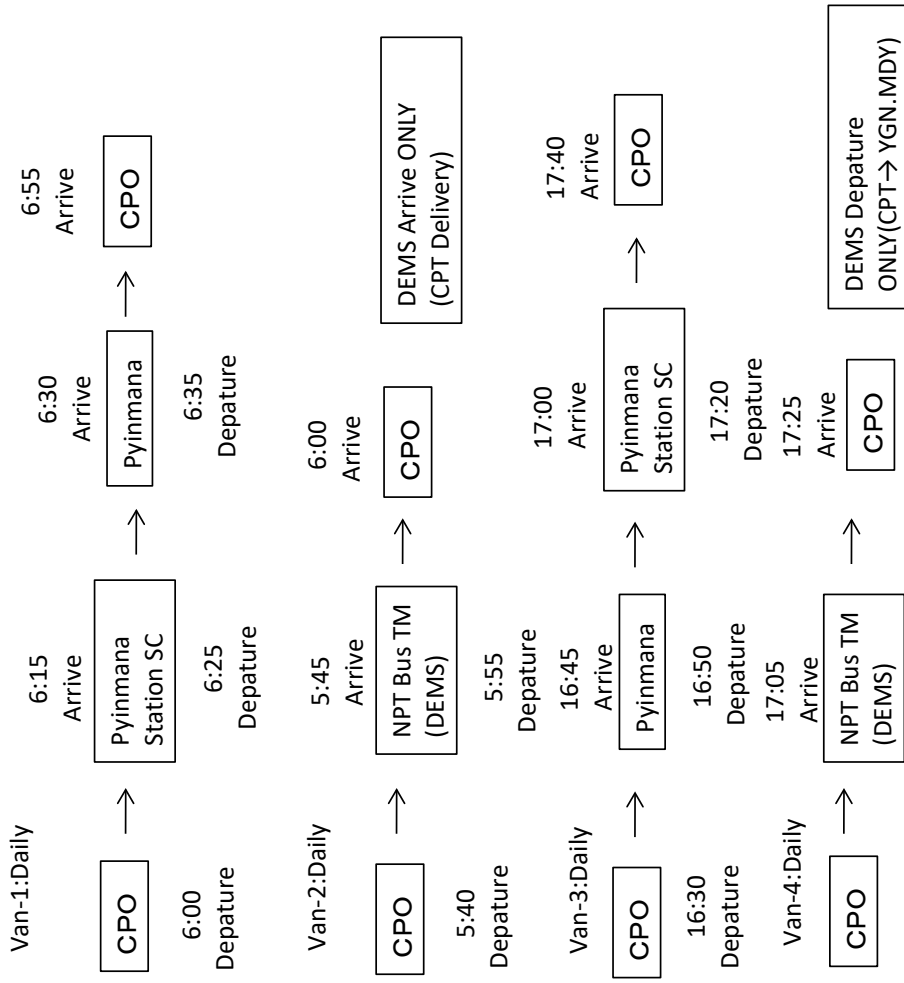 Van-1:Daily
6:15
Arrive
6:30
Arrive
6:55
Arrive
CPO
→
Pyinmana
Station SC
→
Pyinmana
→
CPO
6:00
Depature
6:25
Depature
6:35
Depature
Van-2:Daily
5:45
Arrive
6:00
Arrive
CPO
→
NPT Bus TM
(DEMS)
→
CPO
DEMS Arrive ONLY
(CPT Delivery)
5:40
Depature
5:55
Depature
Van-3:Daily
16:45
Arrive
17:00
Arrive
17:40
Arrive
CPO
→
Pyinmana
→
Pyinmana
Station SC
→
CPO
16:30
Depature
16:50
Depature
17:20
Depature
Van-4:Daily
17:05
Arrive
17:25
Arrive
CPO
→
NPT Bus TM
(DEMS)
→
CPO
DEMS Depature
ONLY(CPT→ YGN.MDY)